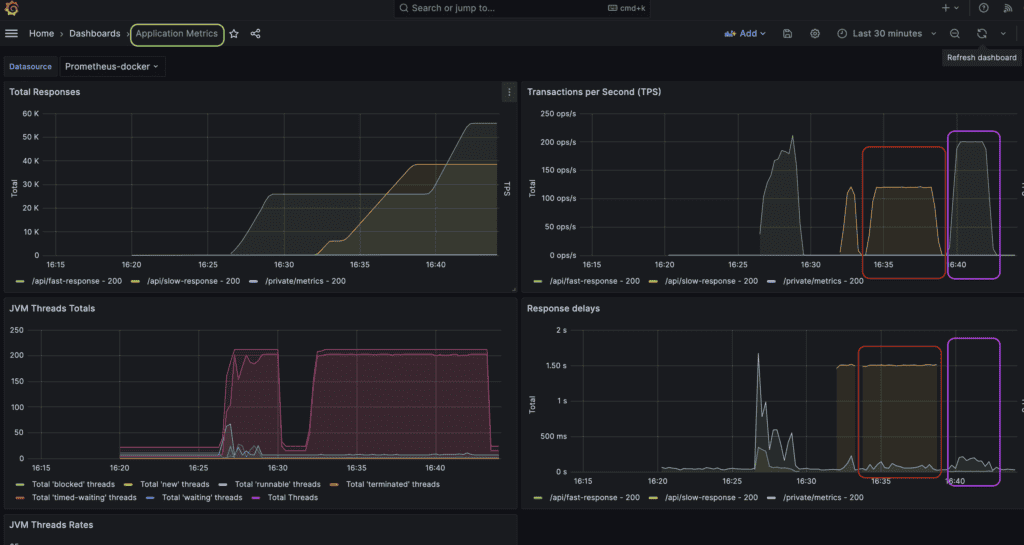 Search or jump to... cmd+k
Home › Dashboards › Application Metrics
Add
Last 30 minutes
Refresh dashboard
Datasource Prometheus-docker
Total Responses
60 K
50 K
40 K
30 K
20 K
10 K
0
Total
TPS
16:15 16:20 16:25 16:30 16:35 16:40
/api/fast-response - 200 /api/slow-response - 200 /private/metrics - 200
Transactions per Second (TPS)
250 ops/s
200 ops/s
150 ops/s
100 ops/s
50 ops/s
0 ops/s
Total
16:15 16:20 16:25 16:30 16:35 16:40
/api/fast-response - 200 /api/slow-response - 200 /private/metrics - 200
JVM Threads Totals
250
200
150
100
50
0
16:15 16:20 16:25 16:30 16:35 16:40
Total 'blocked' threads Total 'new' threads Total 'runnable' threads Total 'terminated' threads
Total 'timed-waiting' threads Total 'waiting' threads Total Threads
Response delays
2 s
1.50 s
1 s
500 ms
0 s
Total
16:15 16:20 16:25 16:30 16:35 16:40
/api/fast-response - 200 /api/slow-response - 200 /private/metrics - 200
JVM Threads Rates